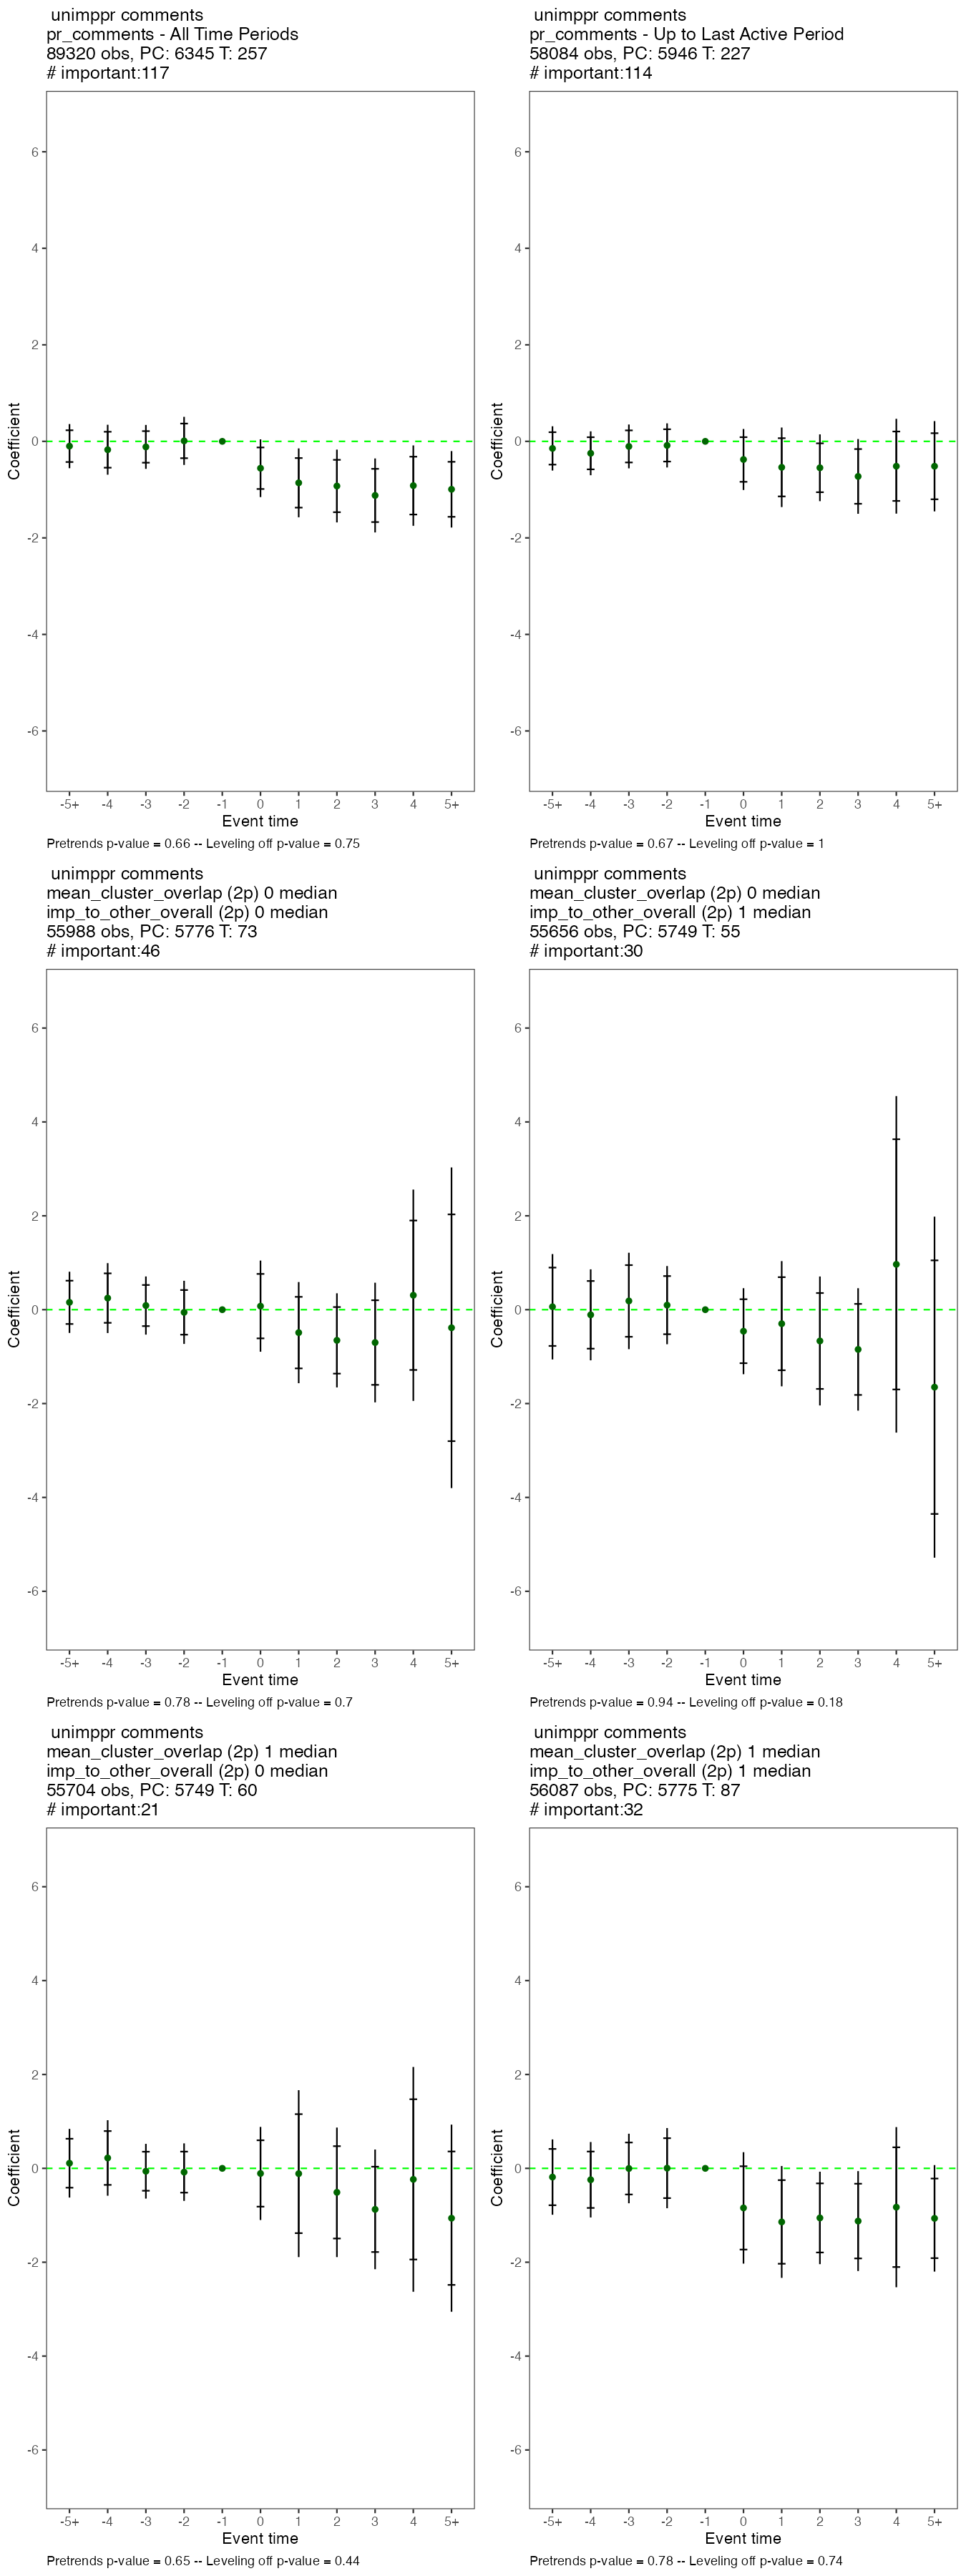 unimppr comments
pr_comments - All Time Periods
89320 obs, PC: 6345 T: 257
# important:117
6
4
2
0
-2
-4
-6
Coefficient
-5+ -4 -3 -2 -1 0 1 2 3 4 5+
Event time
Pretrends p-value = 0.66 -- Leveling off p-value = 0.75
unimppr comments
pr_comments - Up to Last Active Period
58084 obs, PC: 5946 T: 227
# important:114
6
4
2
0
-2
-4
-6
Coefficient
-5+ -4 -3 -2 -1 0 1 2 3 4 5+
Event time
Pretrends p-value = 0.67 -- Leveling off p-value = 1
unimppr comments
mean_cluster_overlap (2p) 0 median
imp_to_other_overall (2p) 0 median
55988 obs, PC: 5776 T: 73
# important:46
6
4
2
0
-2
-4
-6
Coefficient
-5+ -4 -3 -2 -1 0 1 2 3 4 5+
Event time
Pretrends p-value = 0.78 -- Leveling off p-value = 0.7
unimppr comments
mean_cluster_overlap (2p) 0 median
imp_to_other_overall (2p) 1 median
55656 obs, PC: 5749 T: 55
# important:30
6
4
2
0
-2
-4
-6
Coefficient
-5+ -4 -3 -2 -1 0 1 2 3 4 5+
Event time
Pretrends p-value = 0.94 -- Leveling off p-value = 0.18
unimppr comments
mean_cluster_overlap (2p) 1 median
imp_to_other_overall (2p) 0 median
55704 obs, PC: 5749 T: 60
# important:21
6
4
2
0
-2
-4
-6
Coefficient
-5+ -4 -3 -2 -1 0 1 2 3 4 5+
Event time
Pretrends p-value = 0.65 -- Leveling off p-value = 0.44
unimppr comments
mean_cluster_overlap (2p) 1 median
imp_to_other_overall (2p) 1 median
56087 obs, PC: 5775 T: 87
# important:32
6
4
2
0
-2
-4
-6
Coefficient
-5+ -4 -3 -2 -1 0 1 2 3 4 5+
Event time
Pretrends p-value = 0.78 -- Leveling off p-value = 0.74